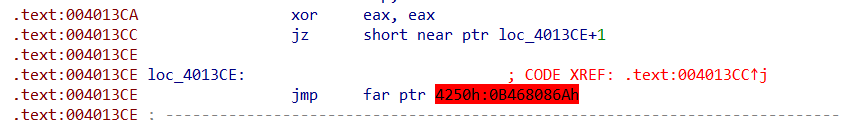 .text:004013CA xor eax, eax
.text:004013CC jz short near ptr loc_4013CE+1
.text:004013CE
.text:004013CE loc_4013CE: ; CODE XREF: .text:004013CC↑j
.text:004013CE jmp far ptr 4250h:0B468086Ah
.text:004013CE ; ---------------------------------------------------------------------------